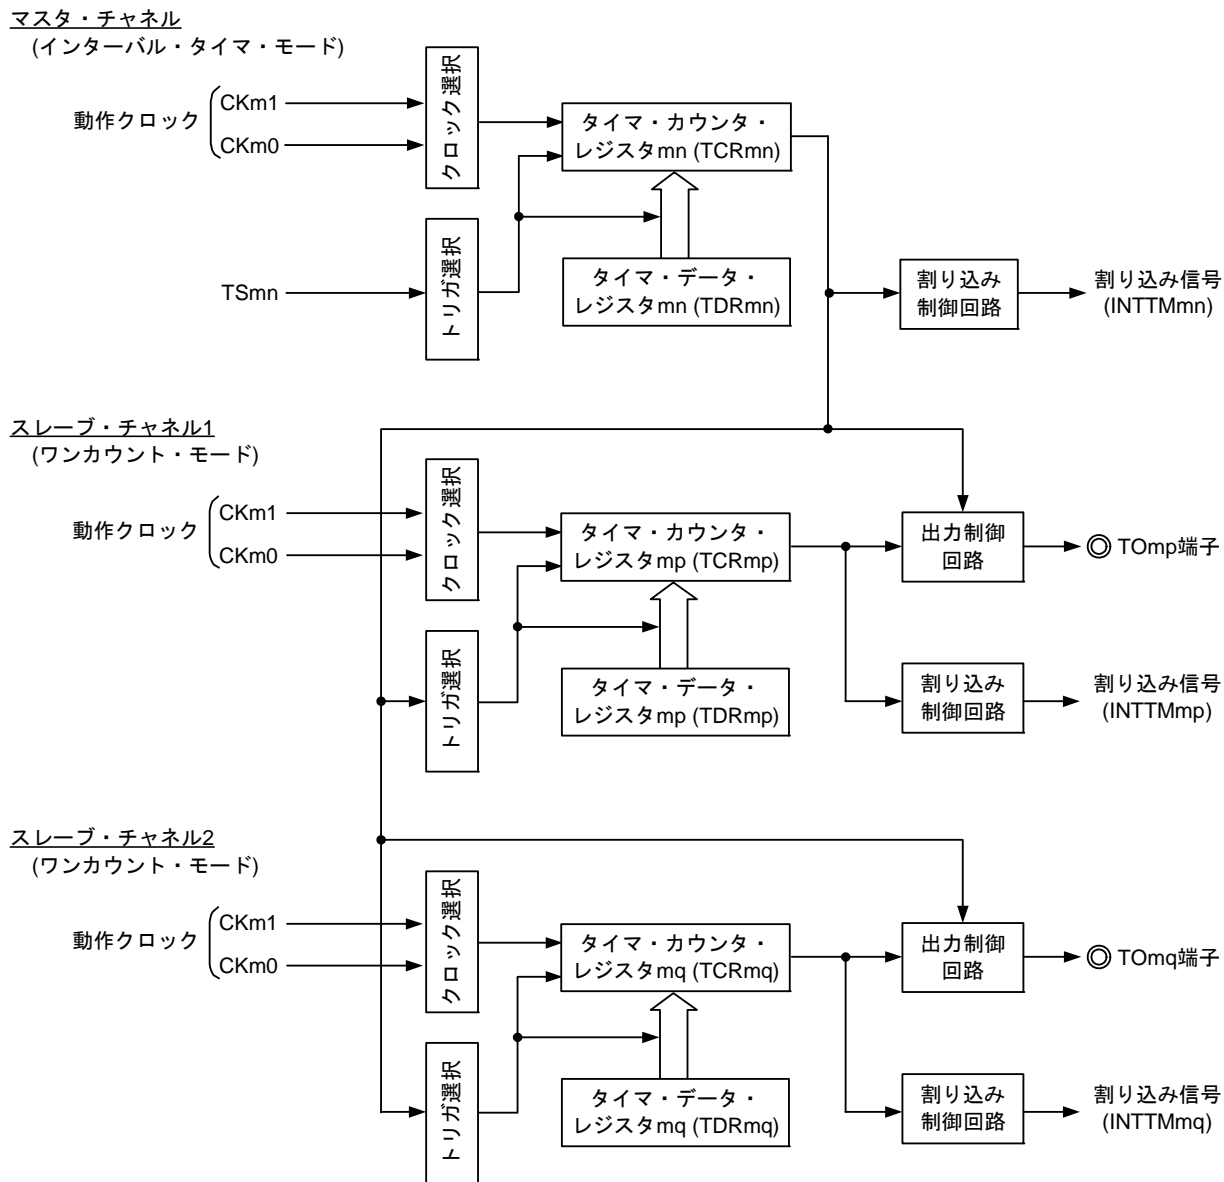 マスタ・チャネル
(インターバル・タイマ・モード)
動作クロック
CKm1
CKm0
クロック選択
タイマ・カウンタ・
レジスタmn (TCRmn)
TSmn
トリガ選択
タイマ・データ・
レジスタmn (TDRmn)
割り込み
制御回路
割り込み信号
(INTTMmn)
スレーブ・チャネル1
(ワンカウント・モード)
動作クロック
CKm1
CKm0
クロック選択
タイマ・カウンタ・
レジスタmp (TCRmp)
出力制御
回路
TOmp端子
トリガ選択
タイマ・データ・
レジスタmp (TDRmp)
割り込み
制御回路
割り込み信号
(INTTMmp)
スレーブ・チャネル2
(ワンカウント・モード)
動作クロック
CKm1
CKm0
クロック選択
タイマ・カウンタ・
レジスタmq (TCRmq)
出力制御
回路
TOmq端子
トリガ選択
タイマ・データ・
レジスタmq (TDRmq)
割り込み
制御回路
割り込み信号
(INTTMmq)